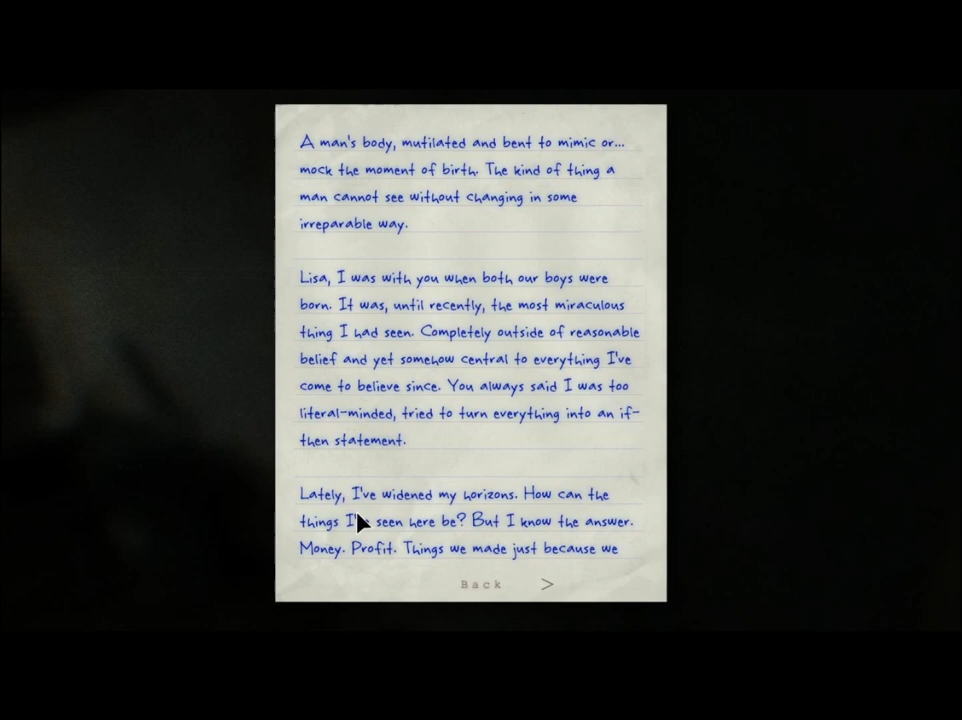 A man's body, mutilated and bent to mimic or...
mock the moment of birth. The kind of thing a
man cannot see without changing in some
irreparable way.
Lisa, I was with you when both our boys were
born. It was, until recently, the most miraculous
thing I had seen. Completely outside of reasonable
belief and yet somehow central to everything I've
come to believe since. You always said I was too
literal-minded, tried to turn everything into an if-
then statement.
Lately, I've widened my horizons. How can the
things I've seen here be? But I know the answer.
Money. Profit. Things we made just because we
Back >